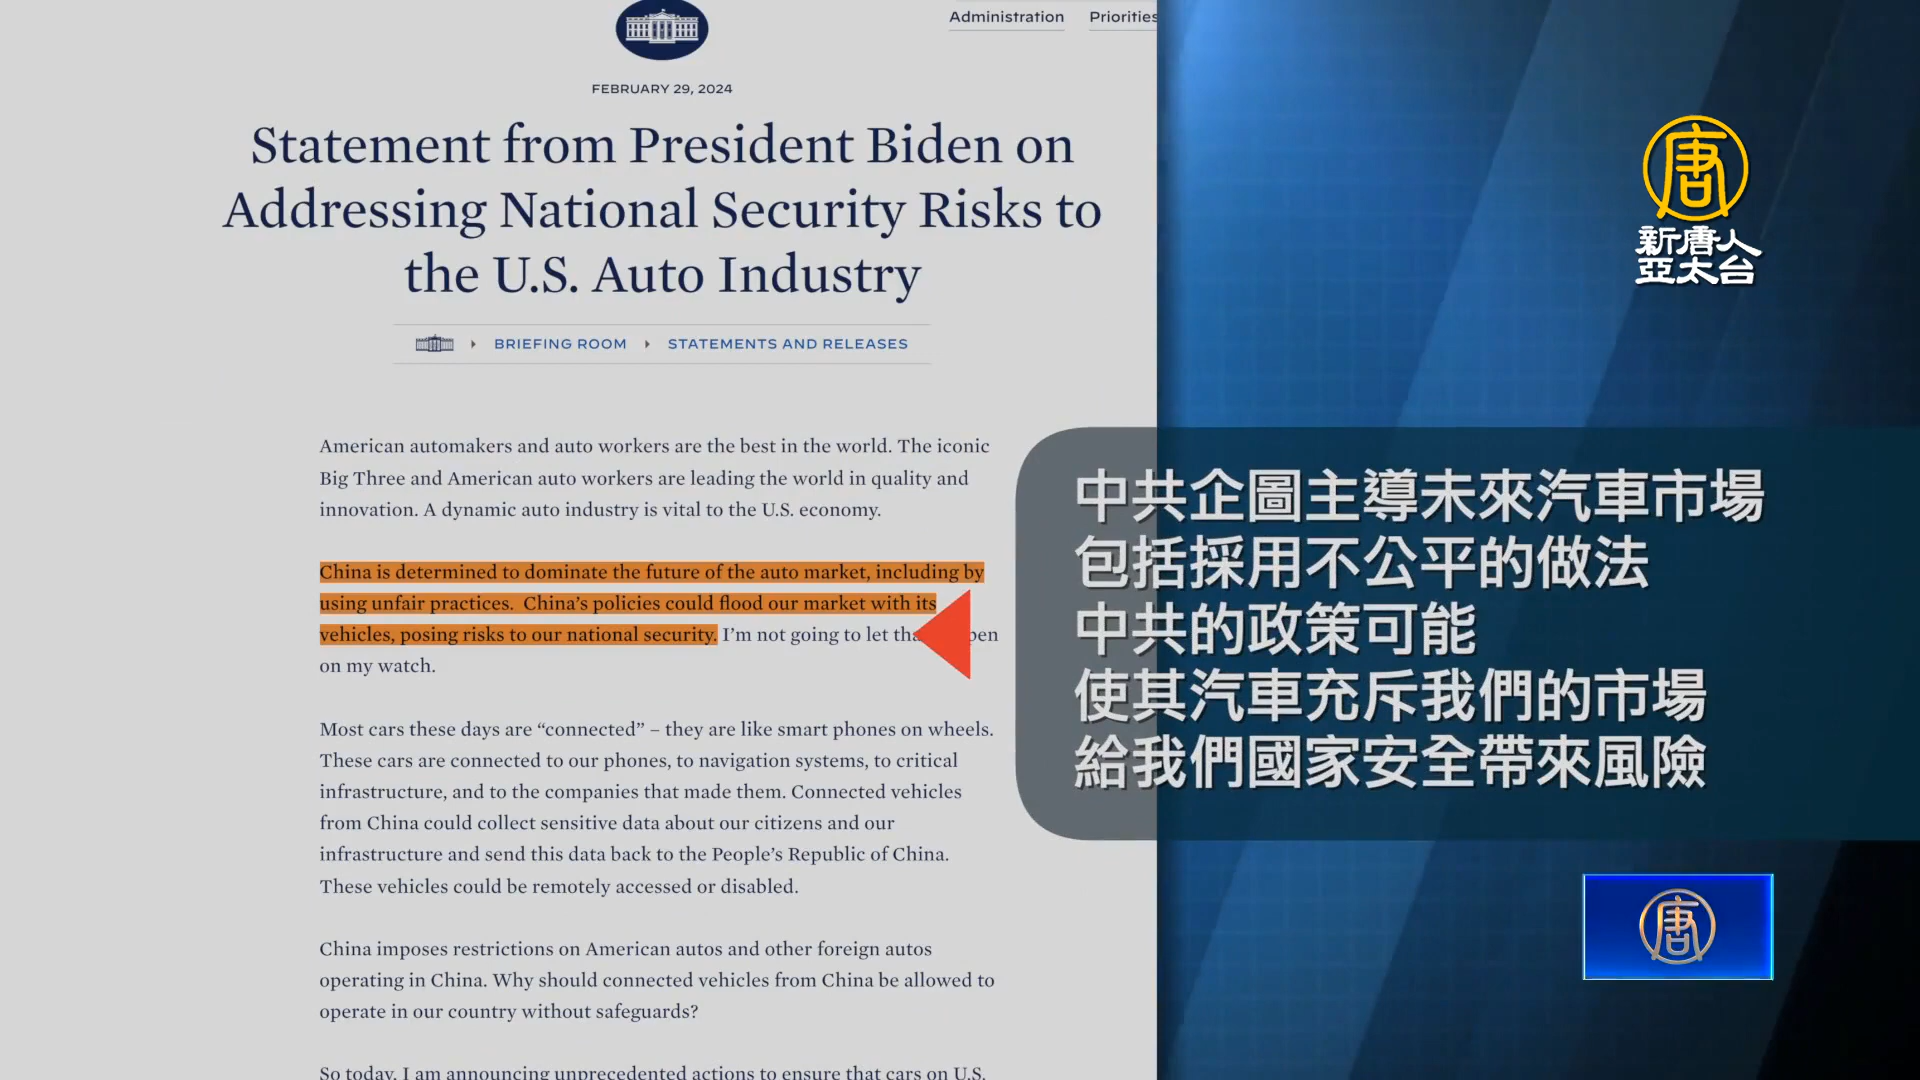 Administration Priorities
FEBRUARY 29, 2024
Statement from President Biden on
Addressing National Security Risks to
the U.S. Auto Industry
BRIEFING ROOM STATEMENTS AND RELEASES
American automakers and auto workers are the best in the world. The iconic
Big Three and American auto workers are leading the world in quality and
innovation. A dynamic auto industry is vital to the U.S. economy.
China is determined to dominate the future of the auto market, including by
using unfair practices. China’s policies could flood our market with its
vehicles, posing risks to our national security. I’m not going to let
on my watch.
Most cars these days are “connected” – they are like smart phones on wheels.
These cars are connected to our phones, to navigation systems, to critical
infrastructure, and to the companies that made them. Connected vehicles
from China could collect sensitive data about our citizens and our
infrastructure and send this data back to the People’s Republic of China.
These vehicles could be remotely accessed or disabled.
China imposes restrictions on American autos and other foreign autos
operating in China. Why should connected vehicles from China be allowed to
operate in our country without safeguards?
So today, I am announcing unprecedented actions to ensure that cars on U.S.
唐
新唐人
亞太台
中共企圖主導未來汽車市場
包括採用不公平的做法
中共的政策可能
使其汽車充斥我們的市場
給我們國家安全帶來風險
唐